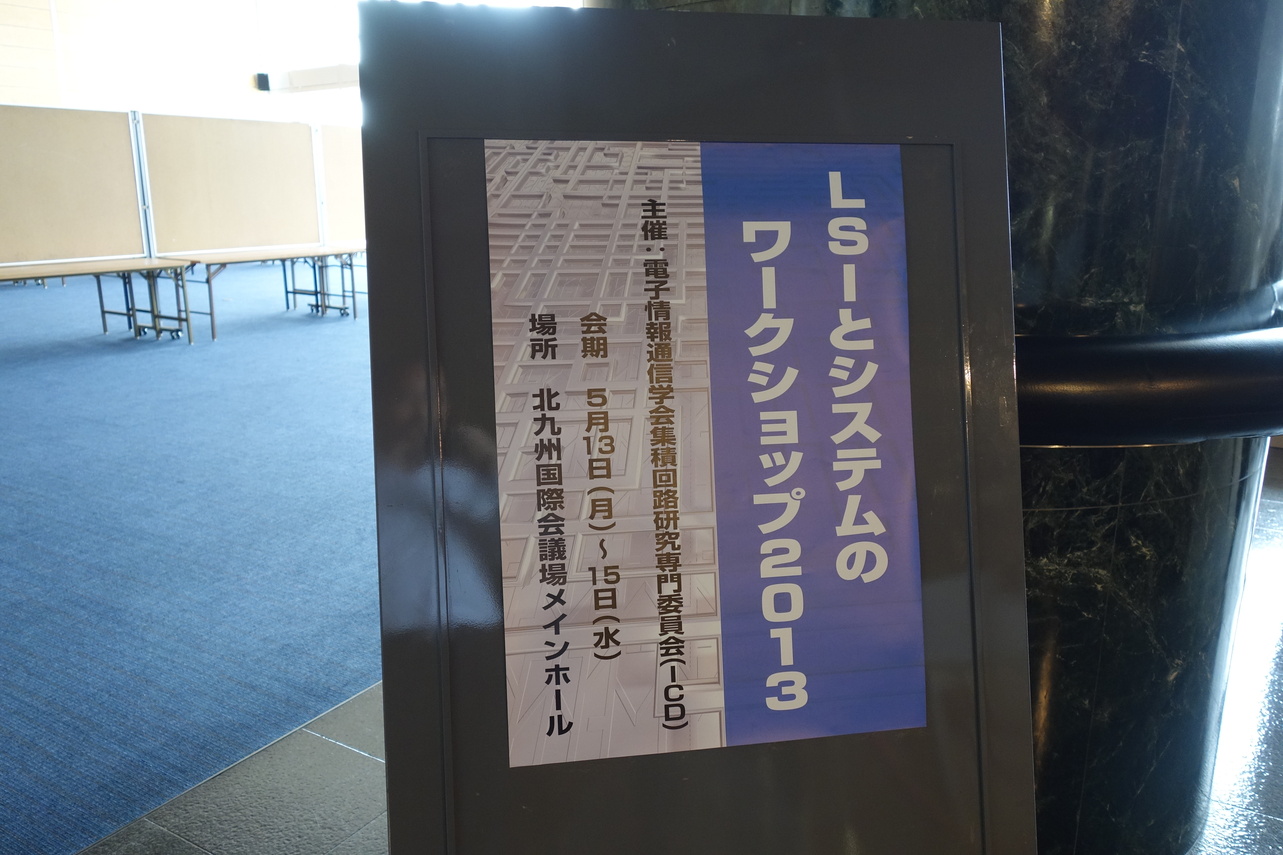 LSIとシステムの
ワークショップ2013
主催：電子情報通信学会集積回路研究専門委員会(ICD)
会期　5月13日(月)～15日(水)
場所　北九州国際会議場メインホール